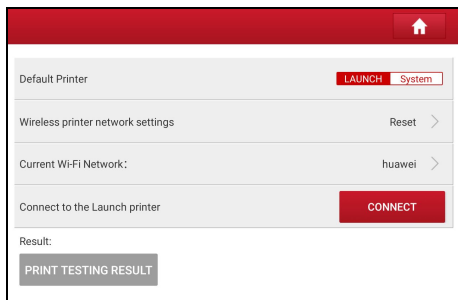 Default Printer LAUNCH System
Wireless printer network settings Reset
Current Wi-Fi Network: huawei
Connect to the Launch printer CONNECT
Result:
PRINT TESTING RESULT